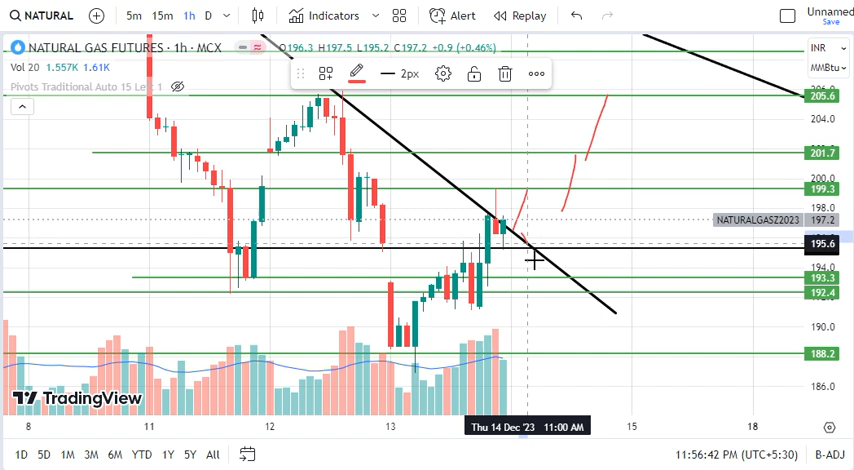 NATURAL 5m 15m 1h D Indicators Alert Replay Unnamed
Save
NATURAL GAS FUTURES · 1h · MCX O196.3 H197.5 L195.2 C197.2 +0.9 (+0.46%) INR
Vol 20 1.557K 1.61K 2px MMBtu
Pivots Traditional Auto 15 Left 1
205.6
204.0
201.7
200.0
199.3
198.0
NATURALGASZ2023 197.2
195.6
194.0
193.3
192.4
190.0
188.2
186.0
TradingView
8 11 12 13 Thu 14 Dec '23 11:00 AM 15 18
1D 5D 1M 3M 6M YTD 1Y 5Y All 11:56:42 PM (UTC+5:30) B-ADJ